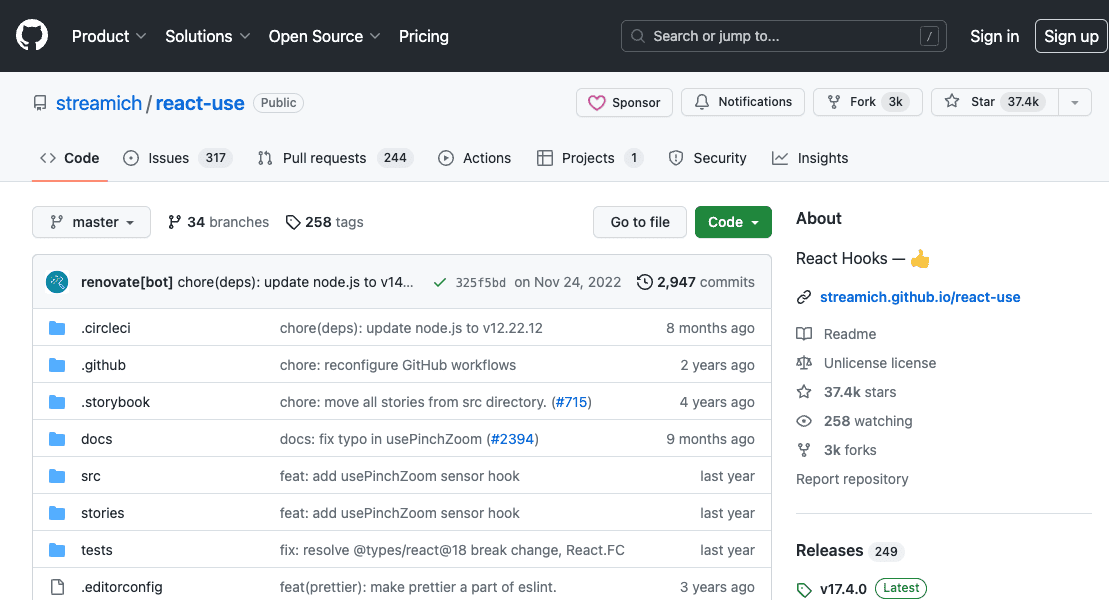 Product Solutions Open Source Pricing Search or jump to... / Sign in Sign up
streamich / react-use Public Sponsor Notifications Fork 3k Star 37.4k
Code Issues 317 Pull requests 244 Actions Projects 1 Security Insights
master 34 branches 258 tags Go to file Code
renovate[bot] chore(deps): update node.js to v14... 325f5bd on Nov 24, 2022 2,947 commits
.circleci chore(deps): update node.js to v12.22.12 8 months ago
.github chore: reconfigure GitHub workflows 2 years ago
.storybook chore: move all stories from src directory. (#715) 4 years ago
docs docs: fix typo in usePinchZoom (#2394) 9 months ago
src feat: add usePinchZoom sensor hook last year
stories feat: add usePinchZoom sensor hook last year
tests fix: resolve @types/react@18 break change, React.FC last year
.editorconfig feat(prettier): make prettier a part of eslint. 3 years ago
About
React Hooks — 👍
streamich.github.io/react-use
Readme
Unlicense license
37.4k stars
258 watching
3k forks
Report repository
Releases 249
v17.4.0 Latest